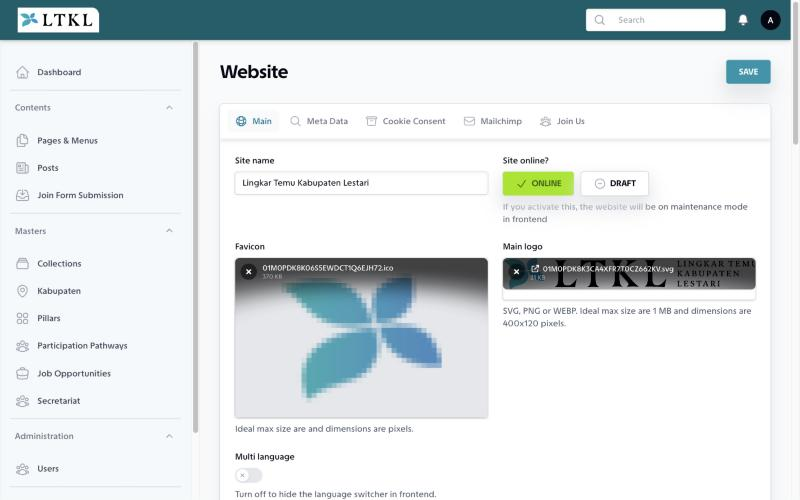 LTKL
Search
A
Dashboard
Contents
Pages & Menus
Posts
Join Form Submission
Masters
Collections
Kabupaten
Pillars
Participation Pathways
Job Opportunities
Secretariat
Administration
Users
Website
SAVE
Main
Meta Data
Cookie Consent
Mailchimp
Join Us
Site name
Lingkar Temu Kabupaten Lestari
Site online?
ONLINE
DRAFT
If you activate this, the website will be on maintenance mode
in frontend
Favicon
01M0PDK8K06S5EWDCT1Q6EJH72.ico
370 KB
Ideal max size are and dimensions are pixels.
Main logo
01M0PDK8K3CA4XFR7T0CZ662KV.svg
LTKL
LINGKAR TEMU
KABUPATEN
LESTARI
SVG, PNG or WEBP. Ideal max size are 1 MB and dimensions are
400x120 pixels.
Multi language
Turn off to hide the language switcher in frontend.